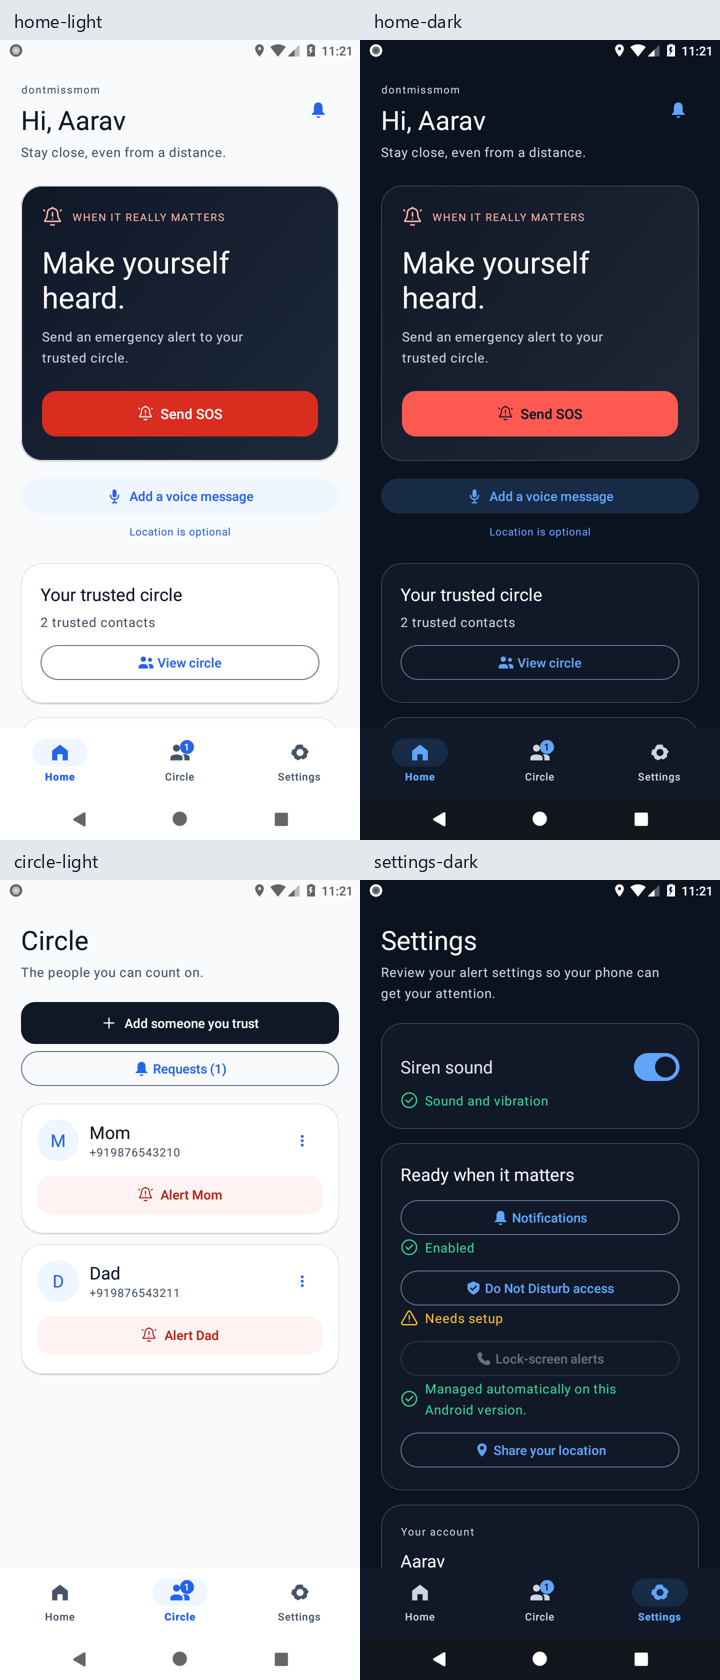 home-light
11:21
dontmissmom
Hi, Aarav
Stay close, even from a distance.
WHEN IT REALLY MATTERS
Make yourself
heard.
Send an emergency alert to your
trusted circle.
Send SOS
Add a voice message
Location is optional
Your trusted circle
2 trusted contacts
View circle
1
Home
Circle
Settings
home-dark
11:21
dontmissmom
Hi, Aarav
Stay close, even from a distance.
WHEN IT REALLY MATTERS
Make yourself
heard.
Send an emergency alert to your
trusted circle.
Send SOS
Add a voice message
Location is optional
Your trusted circle
2 trusted contacts
View circle
1
Home
Circle
Settings
circle-light
11:21
Circle
The people you can count on.
Add someone you trust
Requests (1)
M
Mom
+919876543210
Alert Mom
D
Dad
+919876543211
Alert Dad
1
Home
Circle
Settings
settings-dark
11:21
Settings
Review your alert settings so your phone can
get your attention.
Siren sound
Sound and vibration
Ready when it matters
Notifications
Enabled
Do Not Disturb access
Needs setup
Lock-screen alerts
Managed automatically on this
Android version.
Share your location
Your account
Aarav
1
Home
Circle
Settings